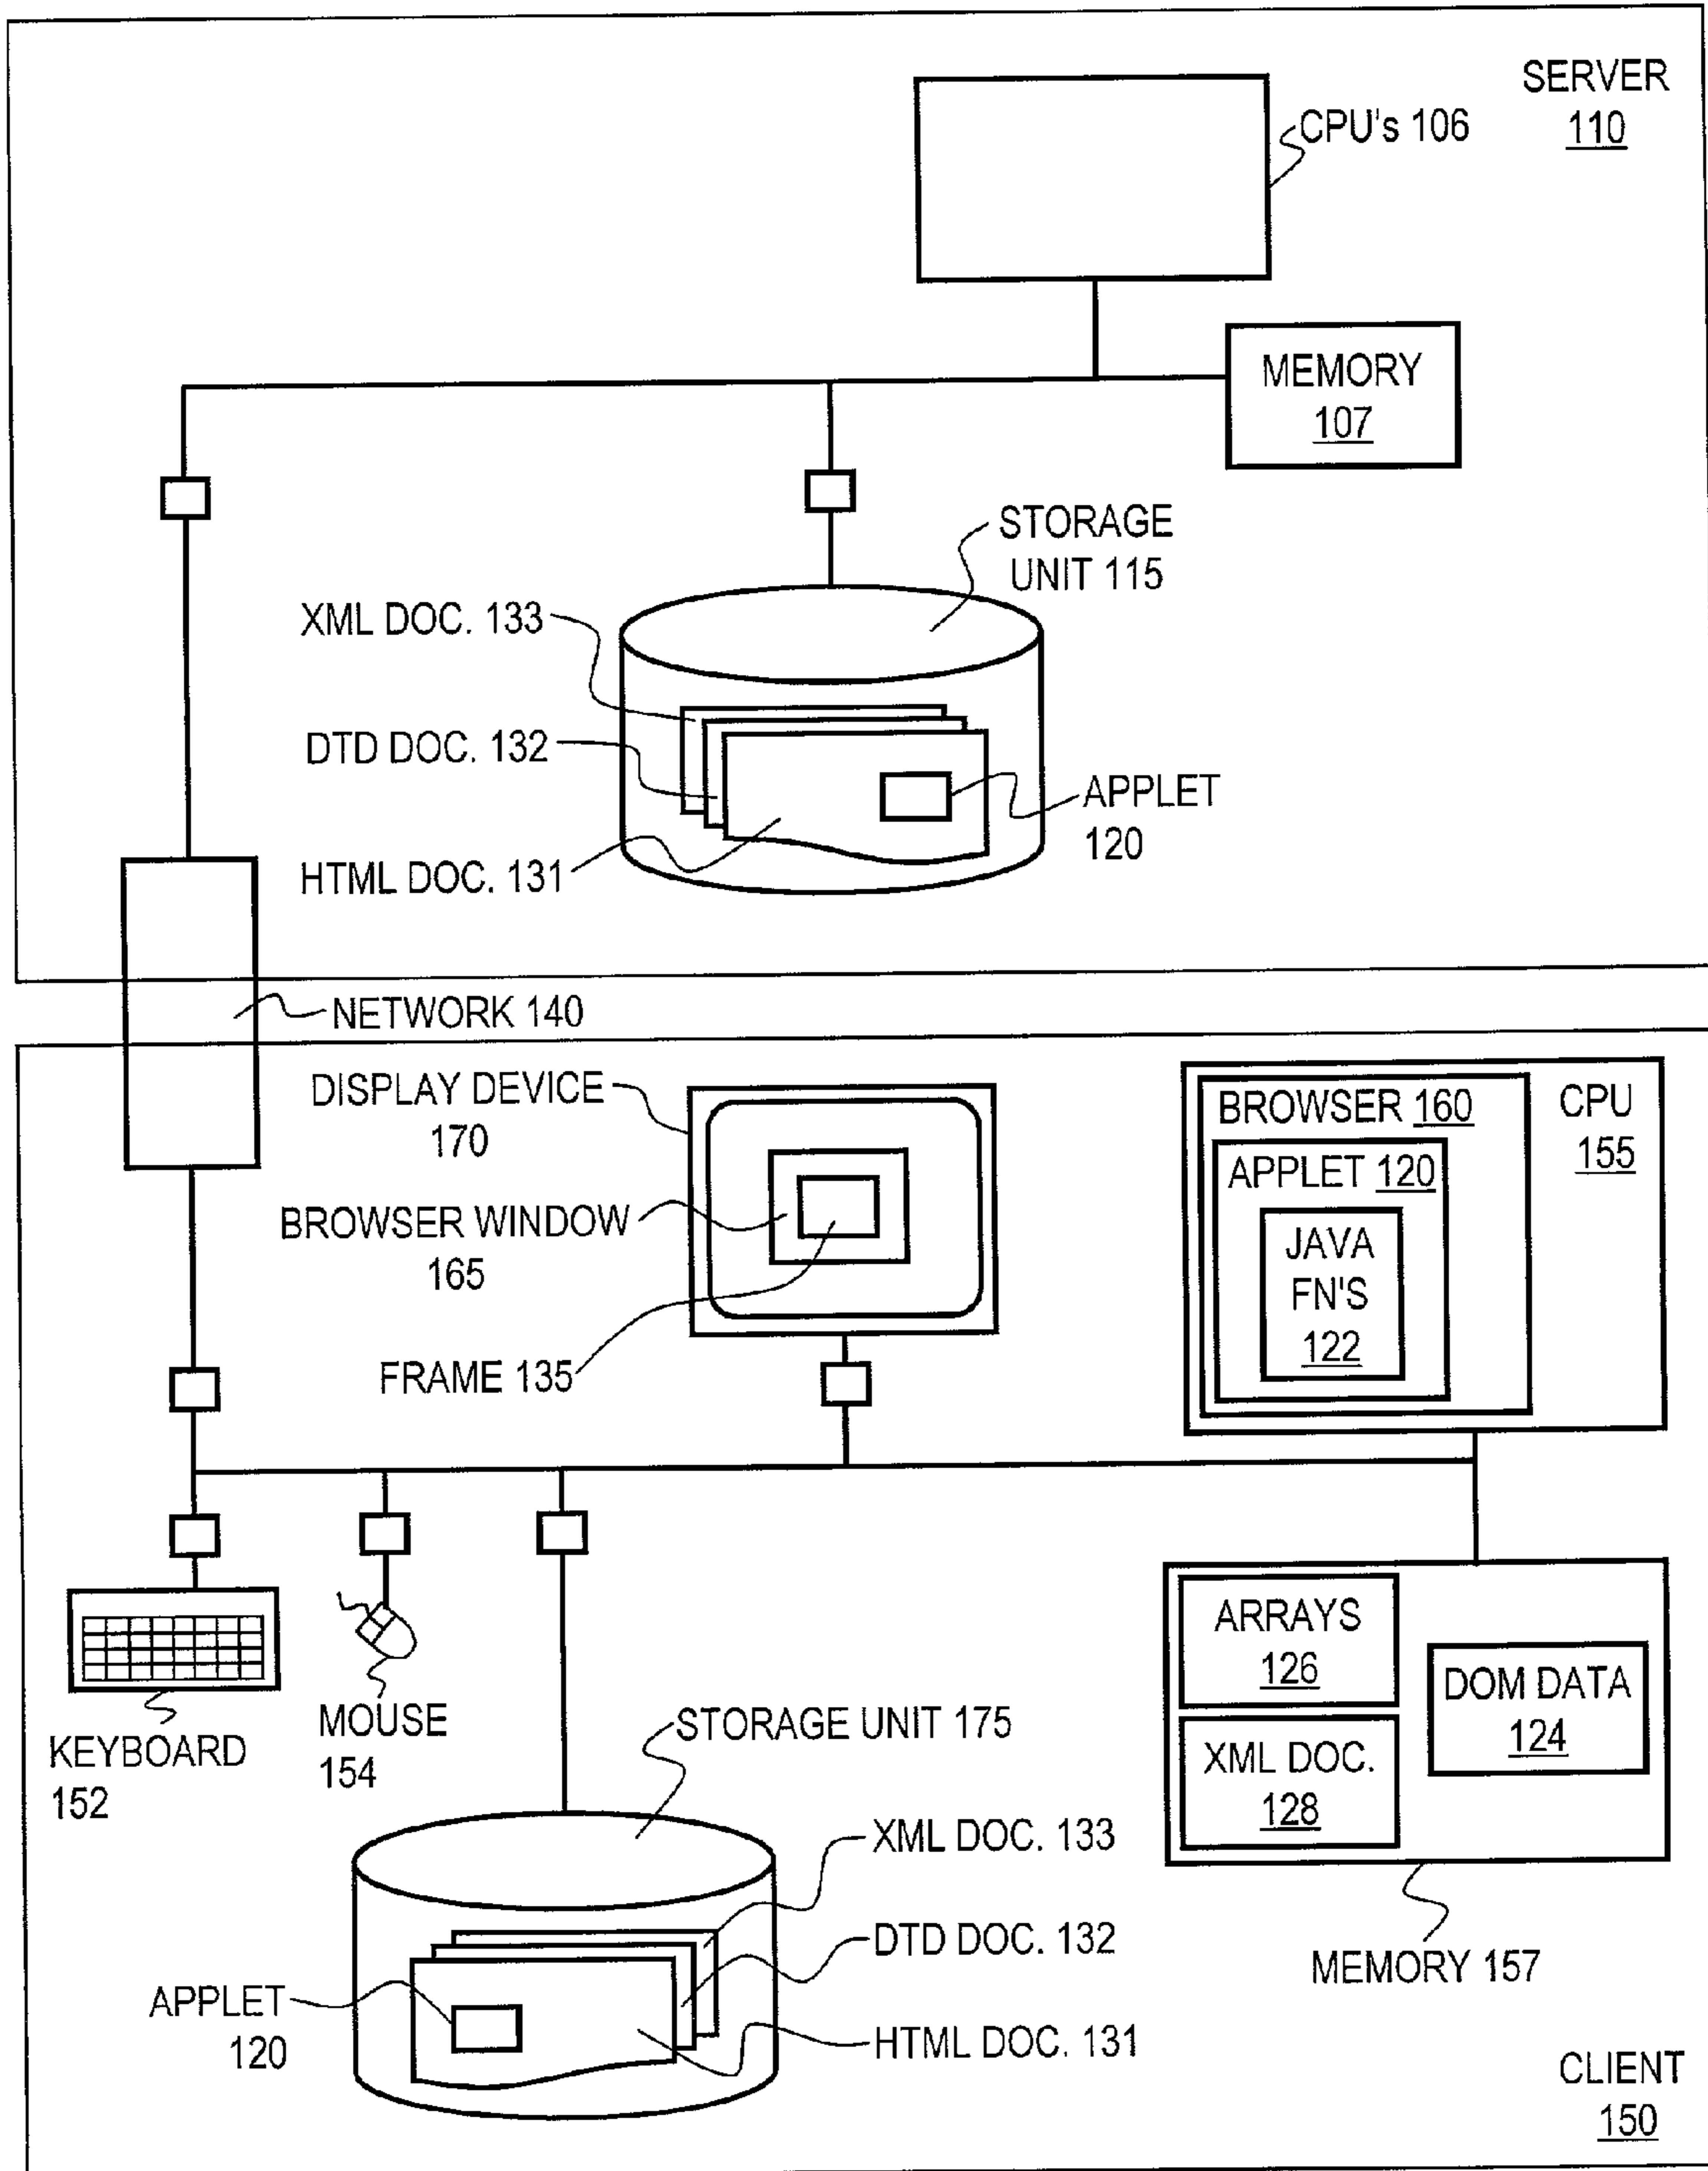 SERVER
110
CPU's 106
MEMORY
107
STORAGE
UNIT 115
XML DOC. 133
DTD DOC. 132
APPLET
120
HTML DOC. 131
NETWORK 140
DISPLAY DEVICE
170
BROWSER WINDOW
165
FRAME 135
BROWSER 160
CPU
155
APPLET 120
JAVA
FN'S
122
KEYBOARD
152
MOUSE
154
STORAGE UNIT 175
ARRAYS
126
DOM DATA
124
XML DOC.
128
MEMORY 157
XML DOC. 133
DTD DOC. 132
APPLET
120
HTML DOC. 131
CLIENT
150